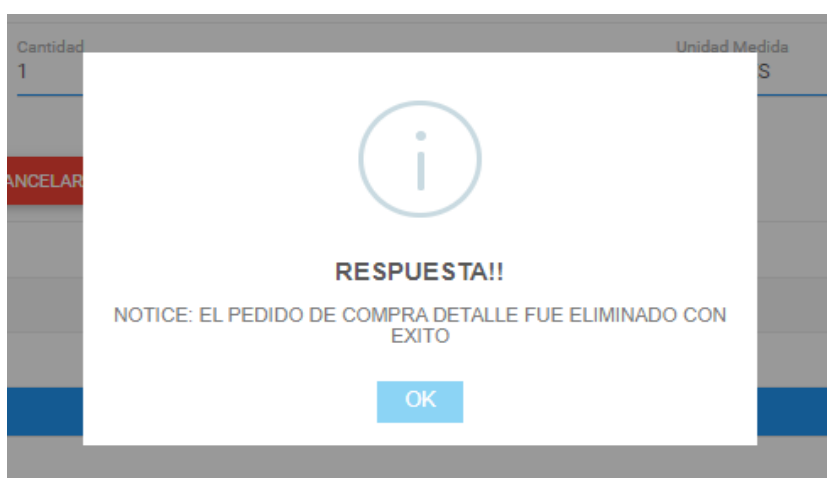 Cantidad Unidad Medida
1 S
ANCELAR
RESPUESTA!!
NOTICE: EL PEDIDO DE COMPRA DETALLE FUE ELIMINADO CON
EXITO
OK